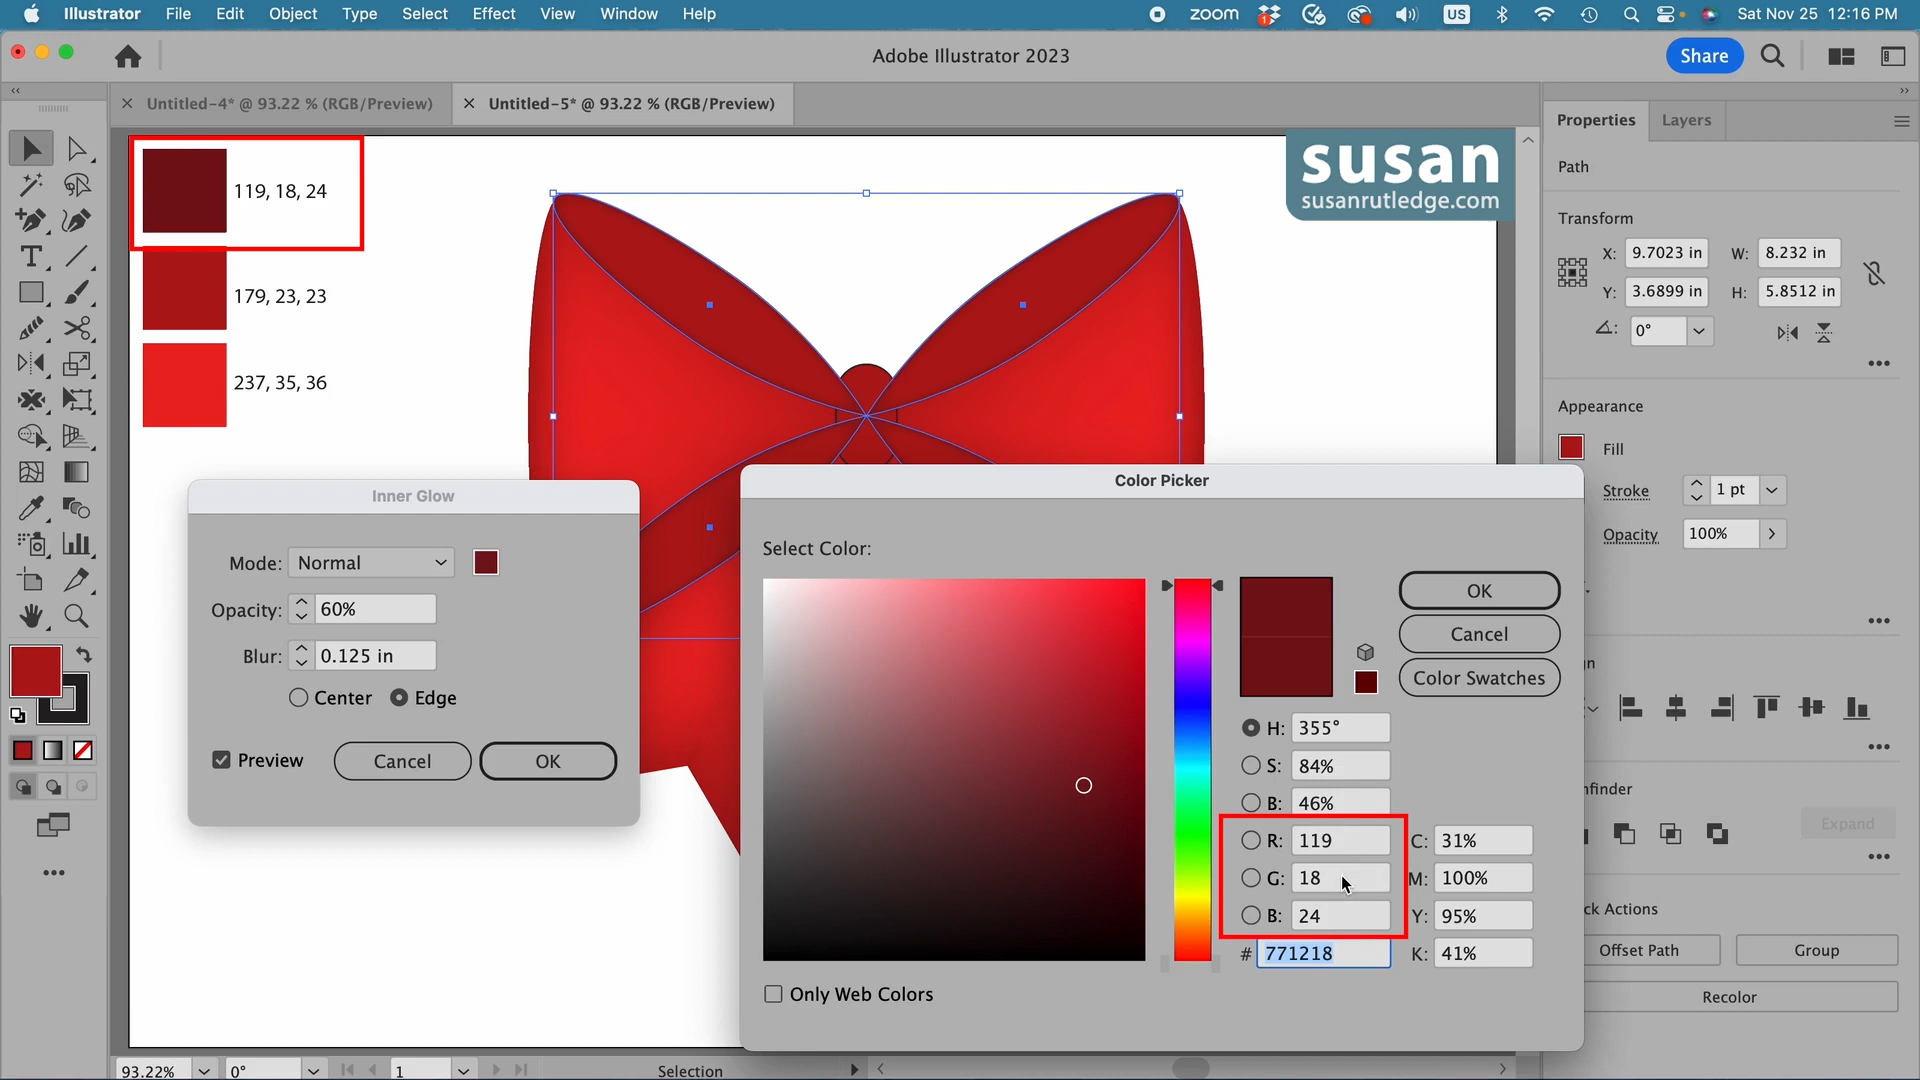 Illustrator File Edit Object Type Select Effect View Window Help zoom 1 US Sat Nov 25 12:16 PM
Adobe Illustrator 2023
Share
Untitled-4* @ 93.22 % (RGB/Preview)
Untitled-5* @ 93.22 % (RGB/Preview)
Properties
Layers
susan
susanrutledge.com
119, 18, 24
179, 23, 23
237, 35, 36
Path
Transform
X: 9.7023 in W: 8.232 in
Y: 3.6899 in H: 5.8512 in
0°
Appearance
Fill
Stroke 1 pt
Opacity 100%
Inner Glow
Mode: Normal
Opacity: 60%
Blur: 0.125 in
Center Edge
Preview Cancel OK
Color Picker
Select Color:
OK
Cancel
Color Swatches
H: 355°
S: 84%
B: 46%
R: 119 C: 31%
G: 18 M: 100%
B: 24 Y: 95%
# 771218 K: 41%
Only Web Colors
gn
hfinder
Expand
ck Actions
Offset Path Group
Recolor
93.22% 0° 1 Selection